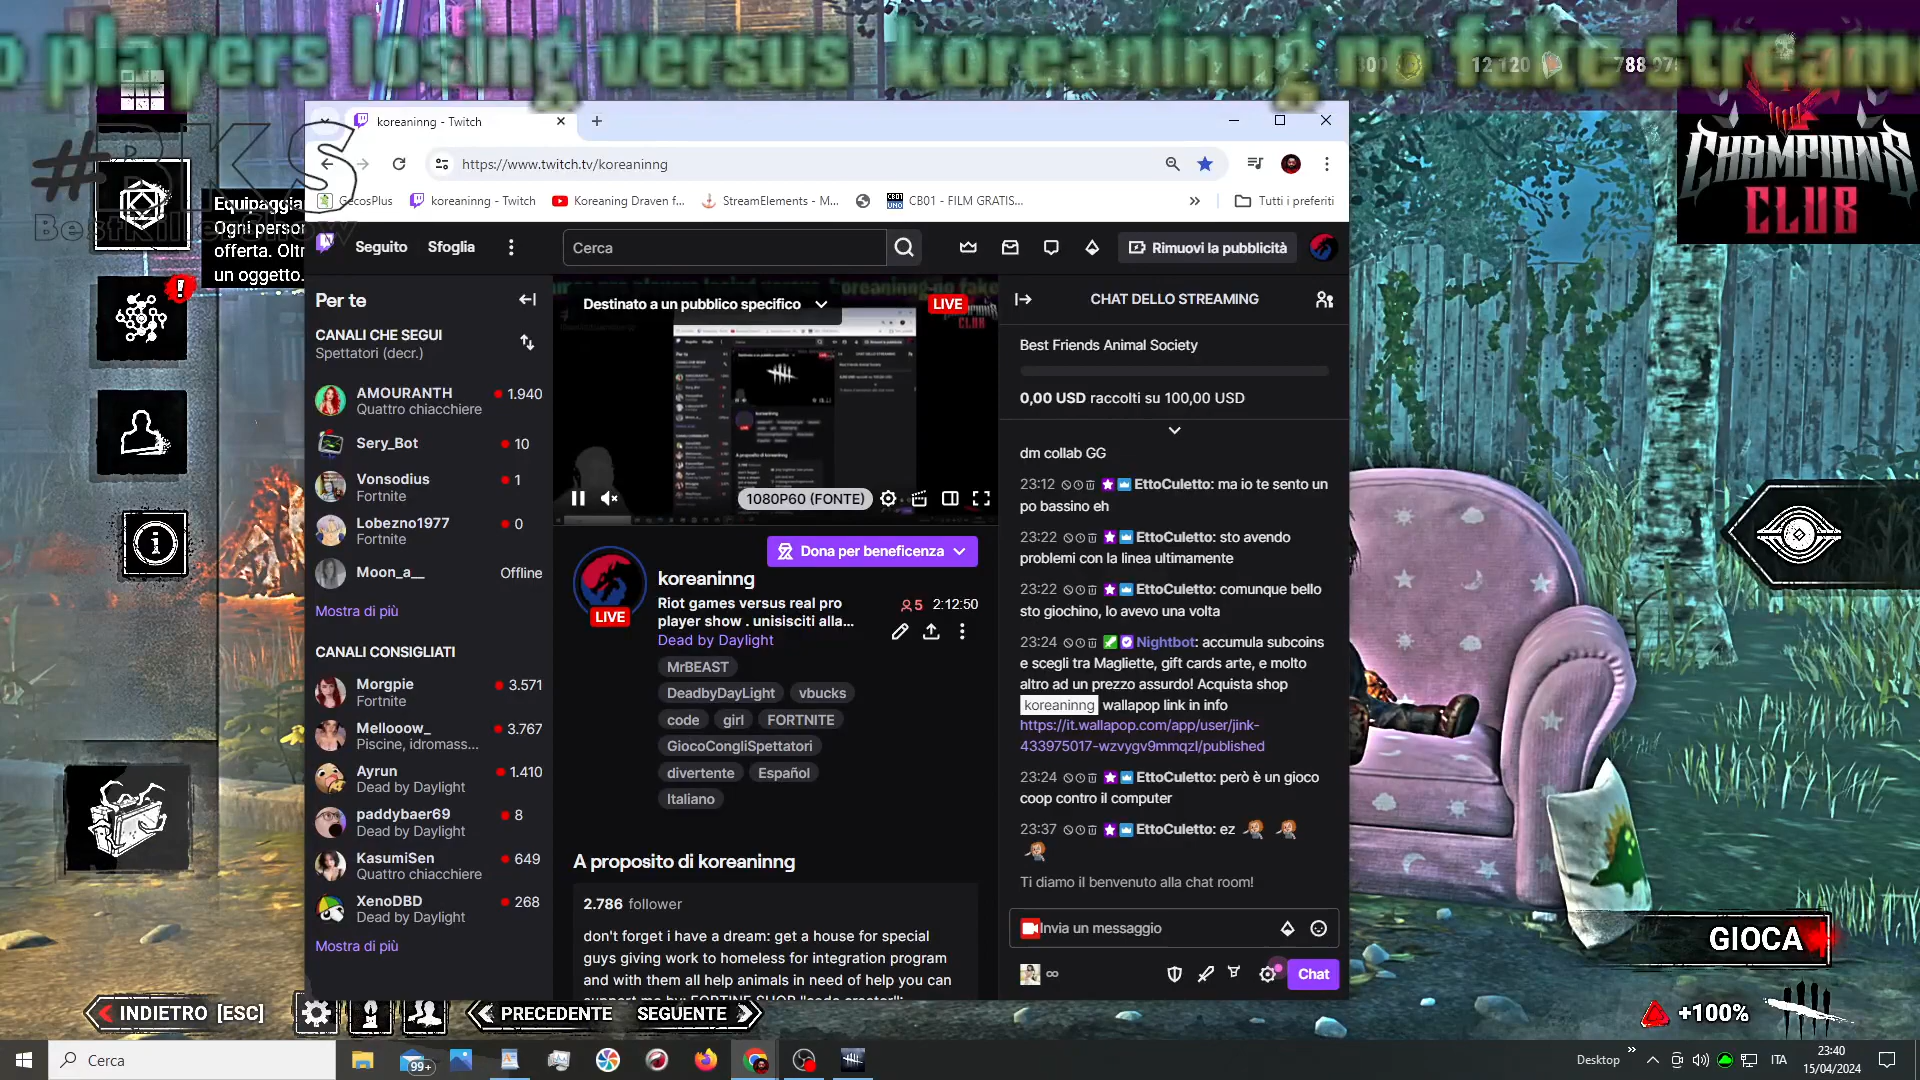 o players losing versus koreaninng no fake streame
#BKS
BestKillerShow
Equipaggia
Ogni perso
offerta. Oltr
un oggetto.
12 120
788 97
CHAMPIONS
CLUB
koreaninng - Twitch
https://www.twitch.tv/koreaninng
GecosPlus
koreaninng - Twitch
Koreaning Draven f...
StreamElements - M...
CB01 - FILM GRATIS...
»
Tutti i preferiti
Seguito
Sfoglia
Cerca
Rimuovi la pubblicità
Per te
CANALI CHE SEGUI
Spettatori (decr.)
AMOURANTH
1.940
Quattro chiacchiere
Sery_Bot
10
Vonsodius
1
Fortnite
Lobezno1977
0
Fortnite
Moon_a__
Offline
Mostra di più
CANALI CONSIGLIATI
Morgpie
3.571
Fortnite
Mellooow_
3.767
Piscine, idromass...
Ayrun
1.410
Dead by Daylight
paddybaer69
8
Dead by Daylight
KasumiSen
649
Quattro chiacchiere
XenoDBD
268
Dead by Daylight
Mostra di più
Destinato a un pubblico specifico
LIVE
1080P60 (FONTE)
Dona per beneficenza
koreaninng
LIVE
Riot games versus real pro
player show . unisisciti alla...
5
2:12:50
Dead by Daylight
MrBEAST
DeadbyDayLight
vbucks
code
girl
FORTNITE
GiocoCongliSpettatori
divertente
Español
Italiano
A proposito di koreaninng
2.786 follower
don't forget i have a dream: get a house for special
guys giving work to homeless for integration program
and with them all help animals in need of help you can
CHAT DELLO STREAMING
Best Friends Animal Society
0,00 USD raccolti su 100,00 USD
dm collab GG
23:12 EttoCuletto: ma io te sento un
po bassino eh
23:22 EttoCuletto: sto avendo
problemi con la linea ultimamente
23:22 EttoCuletto: comunque bello
sto giochino, lo avevo una volta
23:24 Nightbot: accumula subcoins
e scegli tra Magliette, gift cards arte, e molto
altro ad un prezzo assurdo! Acquista shop
koreaninng wallapop link in info
https://it.wallapop.com/app/user/jink-
433975017-wzvygv9mmqzl/published
23:24 EttoCuletto: però è un gioco
coop contro il computer
23:37 EttoCuletto: ez
Ti diamo il benvenuto alla chat room!
Invia un messaggio
∞
Chat
GIOCA
INDIETRO [ESC]
PRECEDENTE
SEGUENTE
+100%
Cerca
99+
Desktop
»
ITA
23:40
15/04/2024